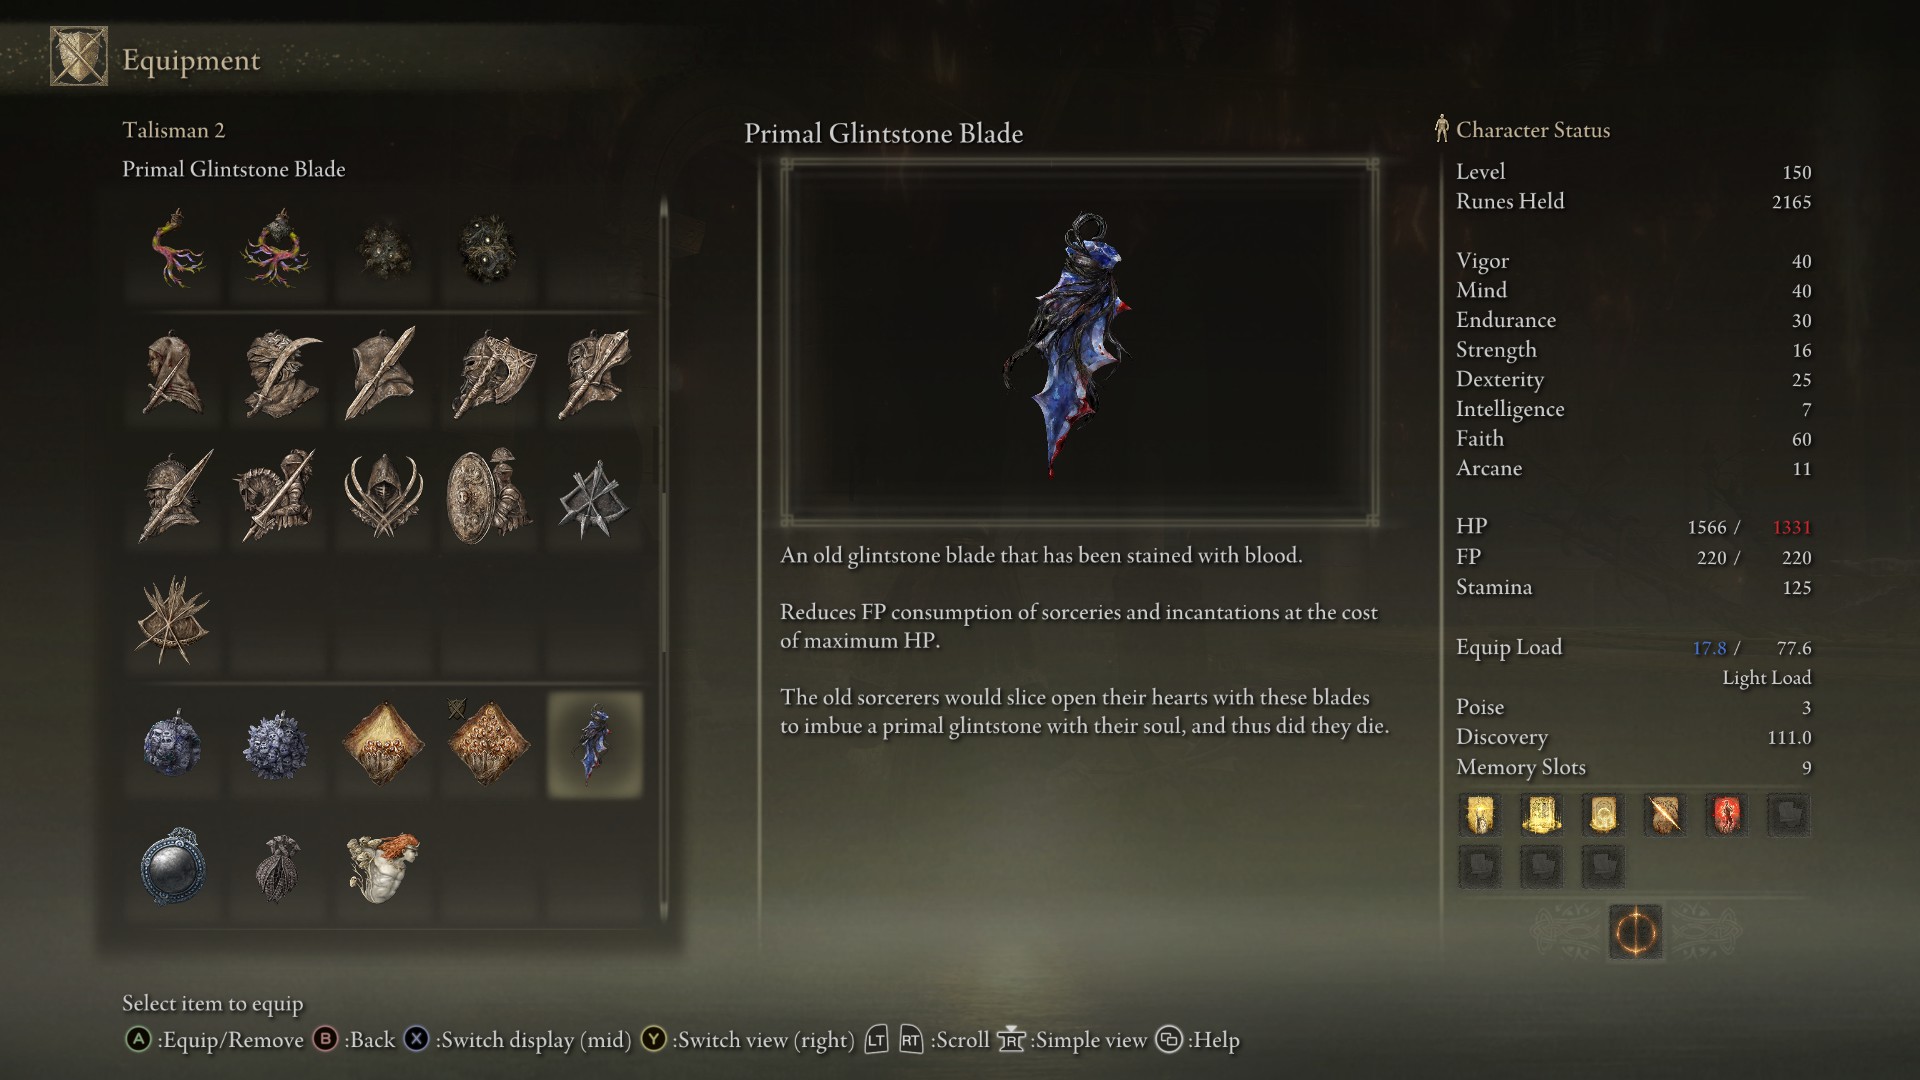 Equipment
Talisman 2
Primal Glintstone Blade
Primal Glintstone Blade
An old glintstone blade that has been stained with blood.
Reduces FP consumption of sorceries and incantations at the cost
of maximum HP.
The old sorcerers would slice open their hearts with these blades
to imbue a primal glintstone with their soul, and thus did they die.
Character Status
Level 150
Runes Held 2165
Vigor 40
Mind 40
Endurance 30
Strength 16
Dexterity 25
Intelligence 7
Faith 60
Arcane 11
HP 1566 / 1331
FP 220 / 220
Stamina 125
Equip Load 17.8 / 77.6
Light Load
Poise 3
Discovery 111.0
Memory Slots 9
Select item to equip
A :Equip/Remove B :Back X :Switch display (mid) Y :Switch view (right) LT RT :Scroll R :Simple view :Help